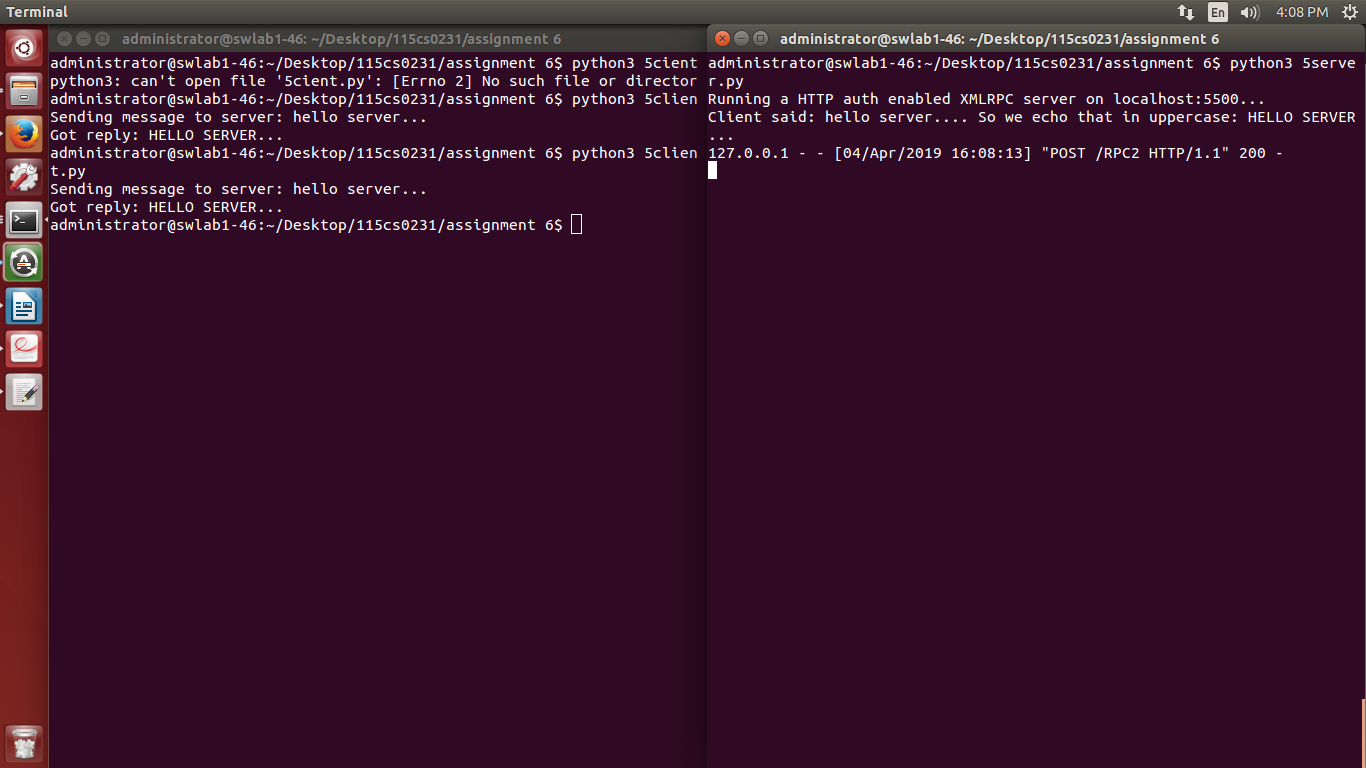 Terminal
En
4:08 PM
administrator@swlab1-46: ~/Desktop/115cs0231/assignment 6
administrator@swlab1-46:~/Desktop/115cs0231/assignment 6$ python3 5cient
python3: can't open file '5cient.py': [Errno 2] No such file or director
administrator@swlab1-46:~/Desktop/115cs0231/assignment 6$ python3 5clien
Sending message to server: hello server...
Got reply: HELLO SERVER...
administrator@swlab1-46:~/Desktop/115cs0231/assignment 6$ python3 5clien
t.py
Sending message to server: hello server...
Got reply: HELLO SERVER...
administrator@swlab1-46:~/Desktop/115cs0231/assignment 6$
administrator@swlab1-46: ~/Desktop/115cs0231/assignment 6
administrator@swlab1-46:~/Desktop/115cs0231/assignment 6$ python3 5serve
r.py
Running a HTTP auth enabled XMLRPC server on localhost:5500...
Client said: hello server.... So we echo that in uppercase: HELLO SERVER
...
127.0.0.1 - - [04/Apr/2019 16:08:13] "POST /RPC2 HTTP/1.1" 200 -